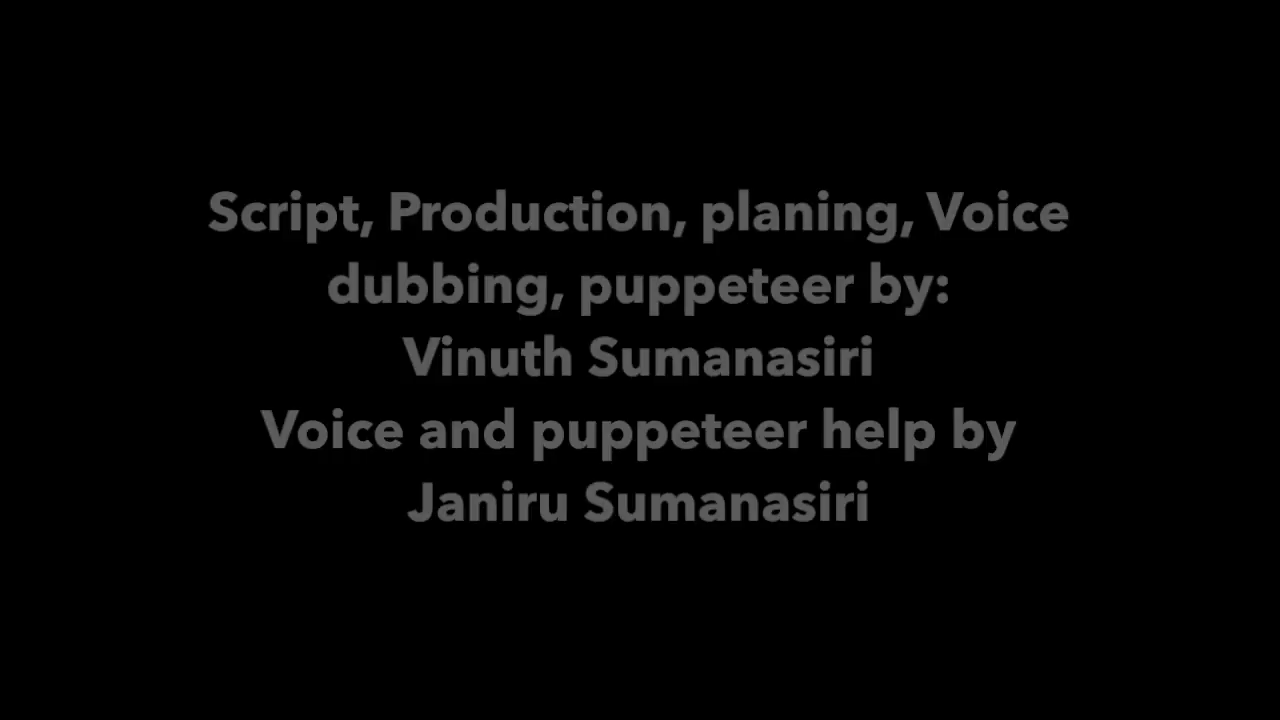 Script, Production, planing, Voice
dubbing, puppeteer by:
Vinuth Sumanasiri
Voice and puppeteer help by
Janiru Sumanasiri